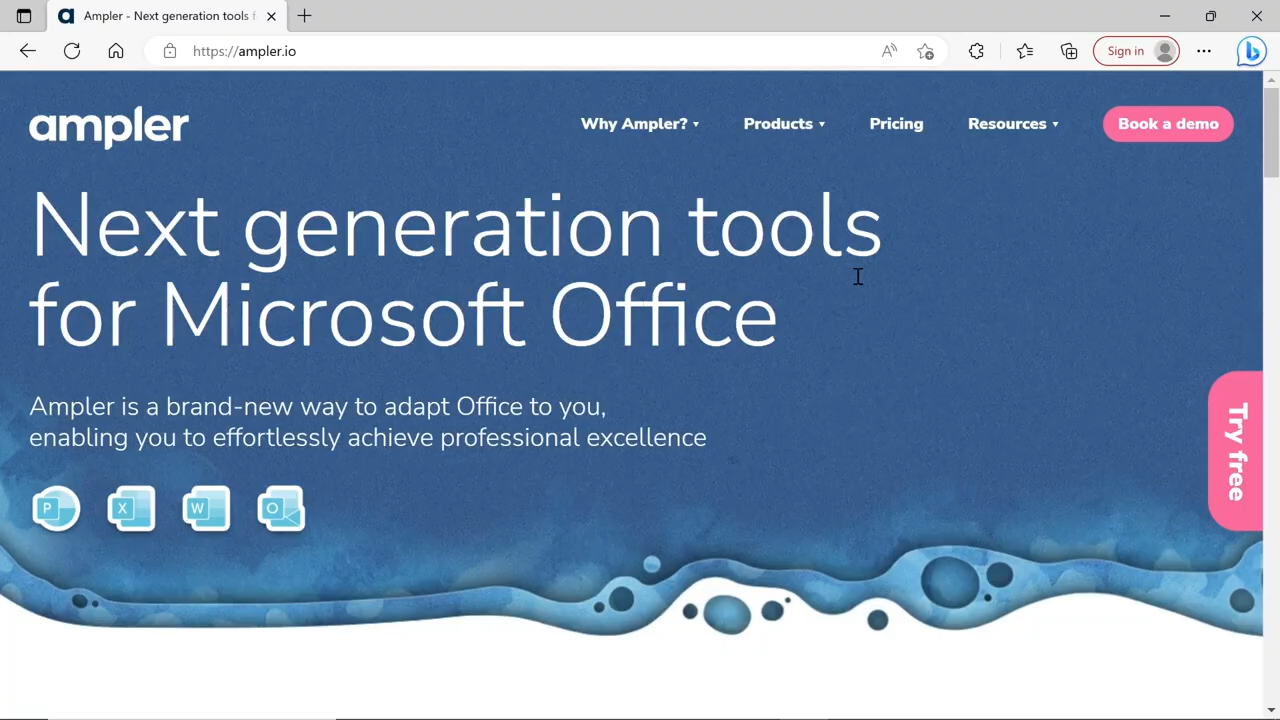 Ampler - Next generation tools f
https://ampler.io
Sign in
ampler
Why Ampler?
Products
Pricing
Resources
Book a demo
Next generation tools
for Microsoft Office
Ampler is a brand-new way to adapt Office to you,
enabling you to effortlessly achieve professional excellence
P X W O
Try free